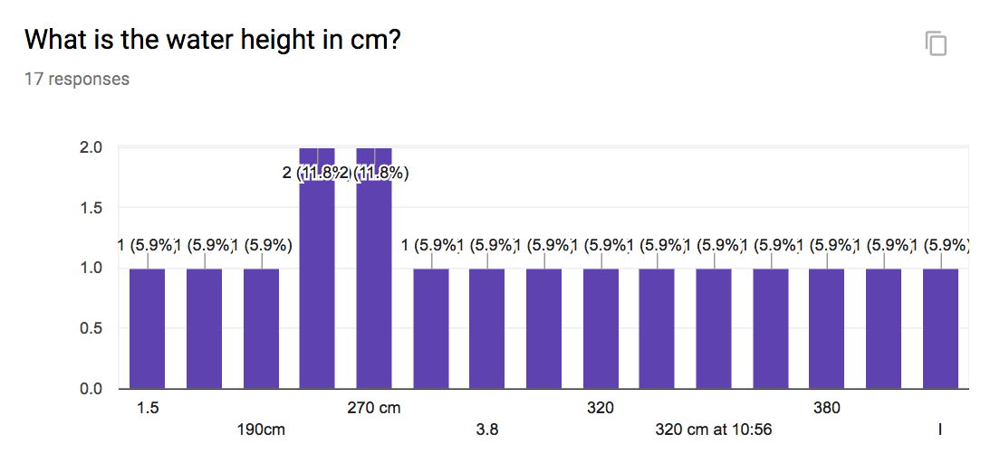 What is the water height in cm?
17 responses
2.0
2 (11.8%) 2 (11.8%)
1.5
1 (5.9%) 1 (5.9%) 1 (5.9%) 1 (5.9%) 1 (5.9%) 1 (5.9%) 1 (5.9%) 1 (5.9%) 1 (5.9%) 1 (5.9%) 1 (5.9%) 1 (5.9%) 1 (5.9%)
1.0
0.5
0.0
1.5 270 cm 320 380
190cm 3.8 320 cm at 10:56 l